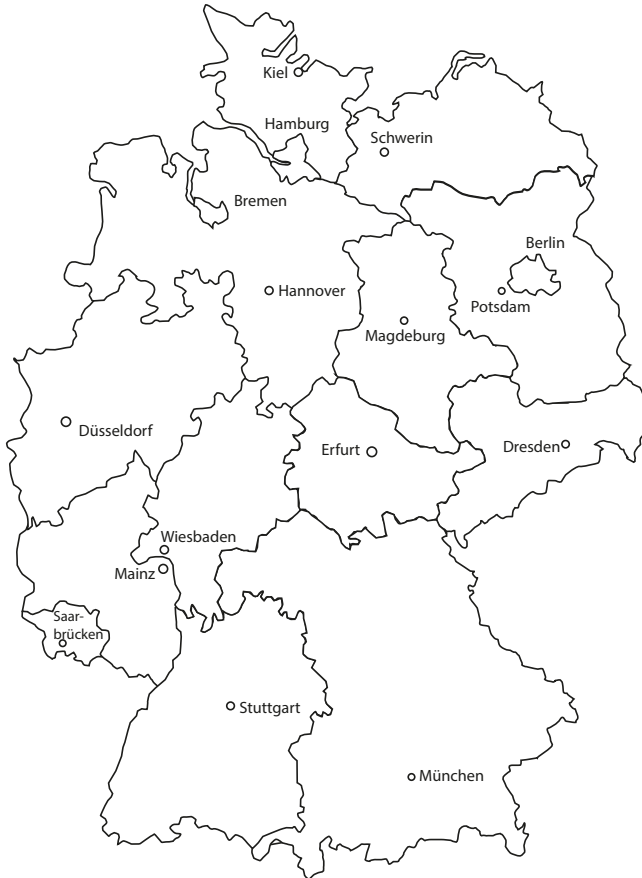 Kiel
Hamburg
Schwerin
Bremen
Berlin
Hannover
Potsdam
Magdeburg
Düsseldorf
Erfurt
Dresden
Wiesbaden
Mainz
Saar-
brücken
Stuttgart
München